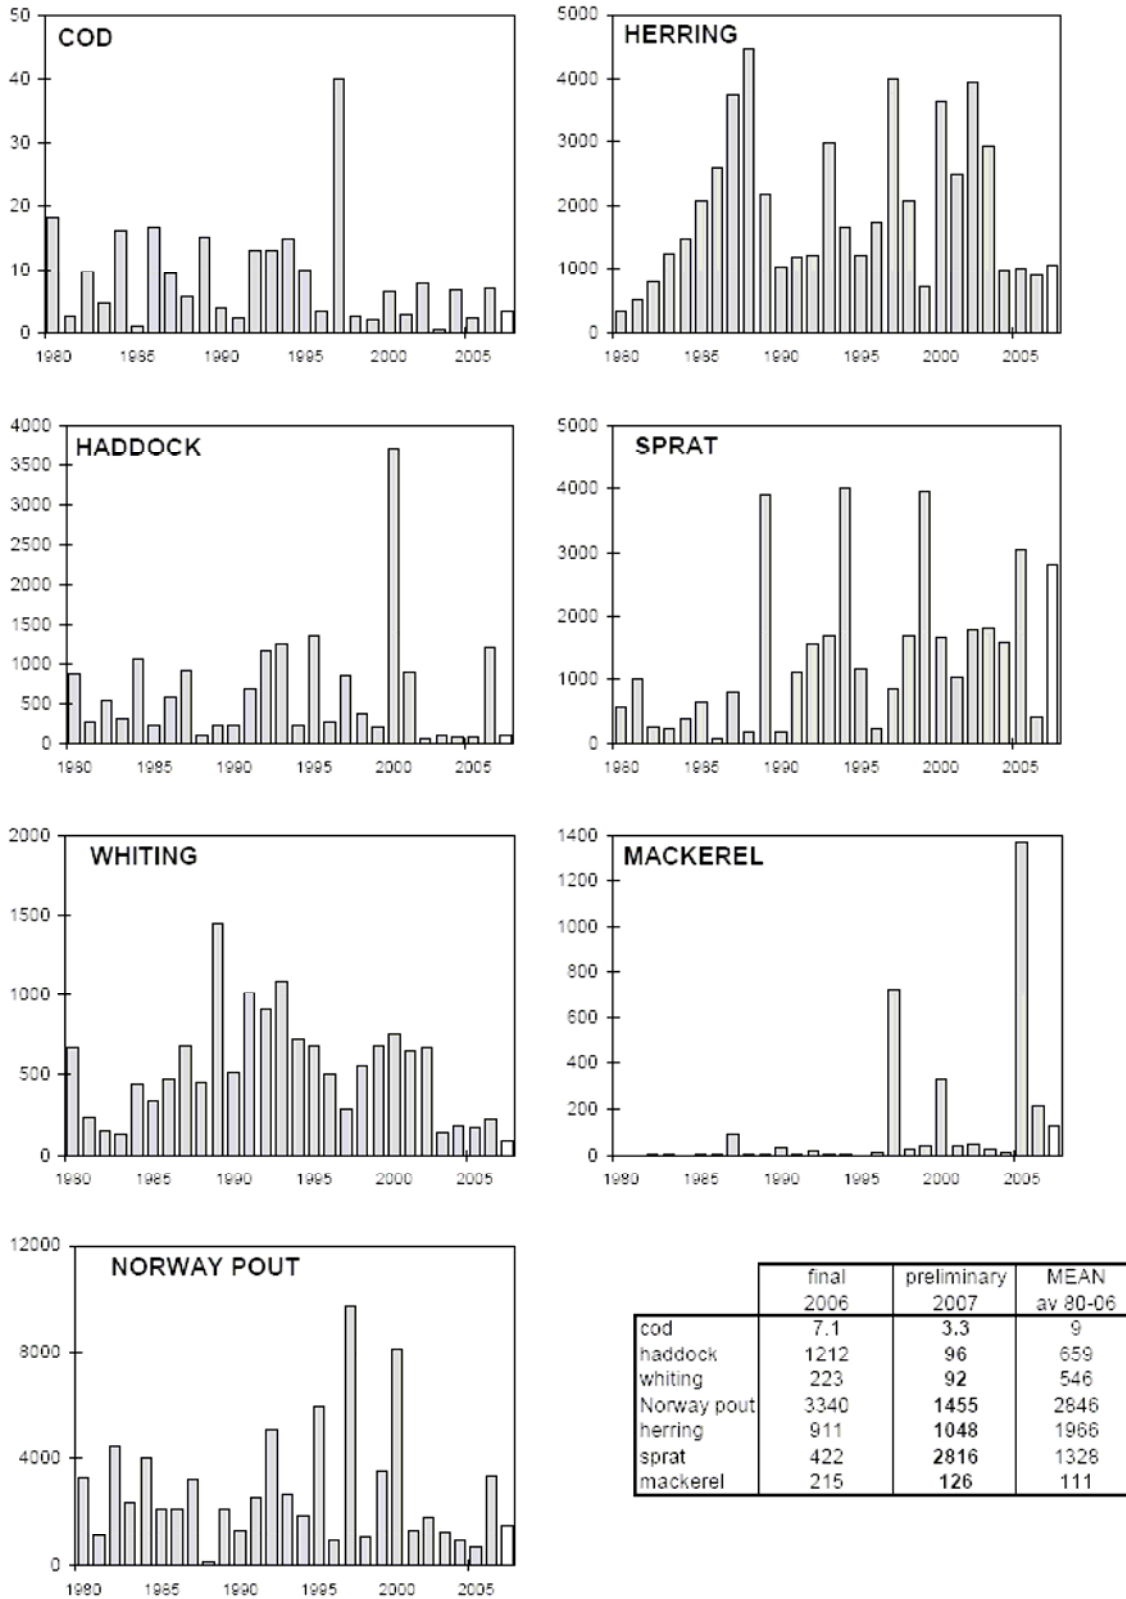 COD
50
40
30
20
10
0
1980 1985 1990 1995 2000 2005
HERRING
5000
4000
3000
2000
1000
0
1980 1985 1990 1995 2000 2005
HADDOCK
4000
3500
3000
2500
2000
1500
1000
500
0
1980 1985 1990 1995 2000 2005
SPRAT
5000
4000
3000
2000
1000
0
1980 1985 1990 1995 2000 2005
WHITING
2000
1500
1000
500
0
1980 1985 1990 1995 2000 2005
MACKEREL
1400
1200
1000
800
600
400
200
0
1980 1985 1990 1995 2000 2005
NORWAY POUT
12000
8000
4000
0
1980 1985 1990 1995 2000 2005
final preliminary MEAN
2006 2007 av 80-06
cod 7.1 3.3 9
haddock 1212 96 659
whiting 223 92 546
Norway pout 3340 1455 2846
herring 911 1048 1966
sprat 422 2816 1328
mackerel 215 126 111